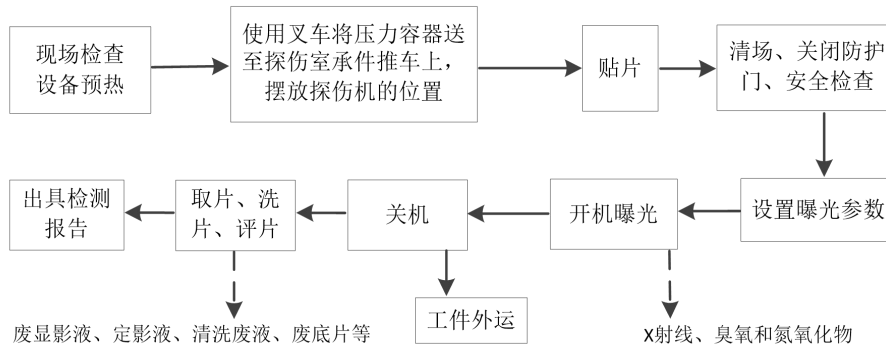 现场检查
设备预热
使用叉车将压力容器送
至探伤室承件推车上，
摆放探伤机的位置
贴片
清场、关闭防护
门、安全检查
出具检测
报告
取片、洗
片、评片
关机
开机曝光
设置曝光参数
废显影液、定影液、清洗废液、废底片等
工件外运
X射线、臭氧和氮氧化物